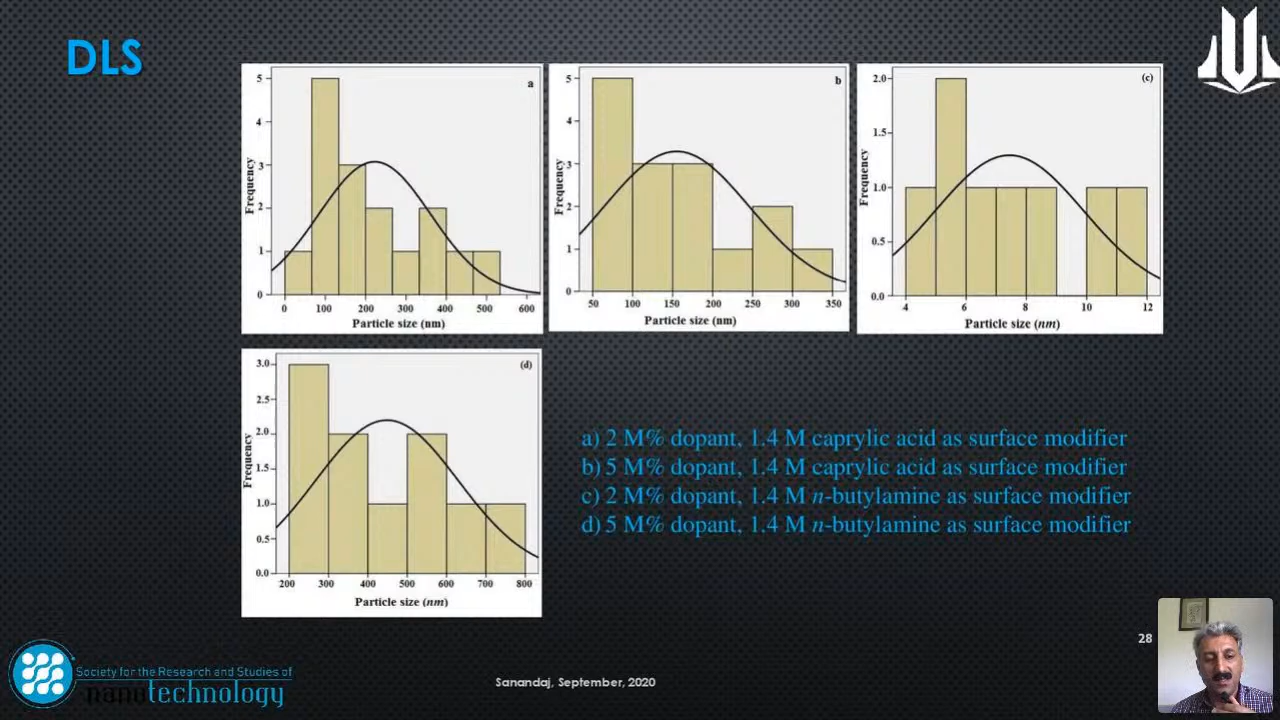 DLS
a
5
4
3
2
1
0
Frequency
0 100 200 300 400 500 600
Particle size (nm)
b
5
4
3
2
1
0
Frequency
50 100 150 200 250 300 350
Particle size (nm)
(c)
2.0
1.5
1.0
0.5
0.0
Frequency
4 6 8 10 12
Particle size (nm)
(d)
3.0
2.5
2.0
1.5
1.0
0.5
0.0
Frequency
200 300 400 500 600 700 800
Particle size (nm)
a) 2 M% dopant, 1.4 M caprylic acid as surface modifier
b) 5 M% dopant, 1.4 M caprylic acid as surface modifier
c) 2 M% dopant, 1.4 M n-butylamine as surface modifier
d) 5 M% dopant, 1.4 M n-butylamine as surface modifier
28
Society for the Research and Studies of
nanotechnology
Sanandaj, September, 2020